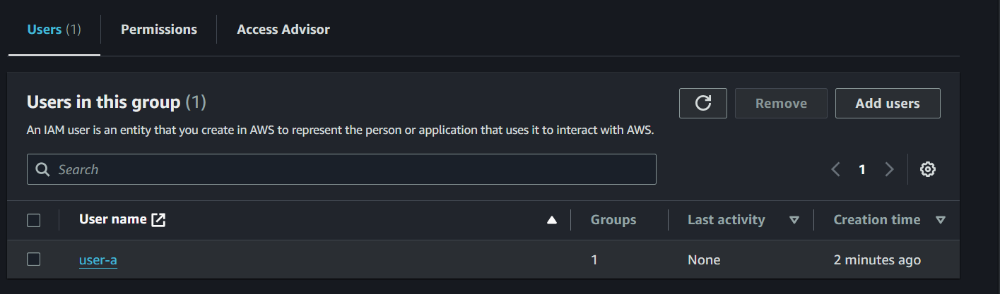 Users (1) Permissions Access Advisor
Users in this group (1) Remove Add users
An IAM user is an entity that you create in AWS to represent the person or application that uses it to interact with AWS.
Search 1
User name Groups Last activity Creation time
user-a 1 None 2 minutes ago